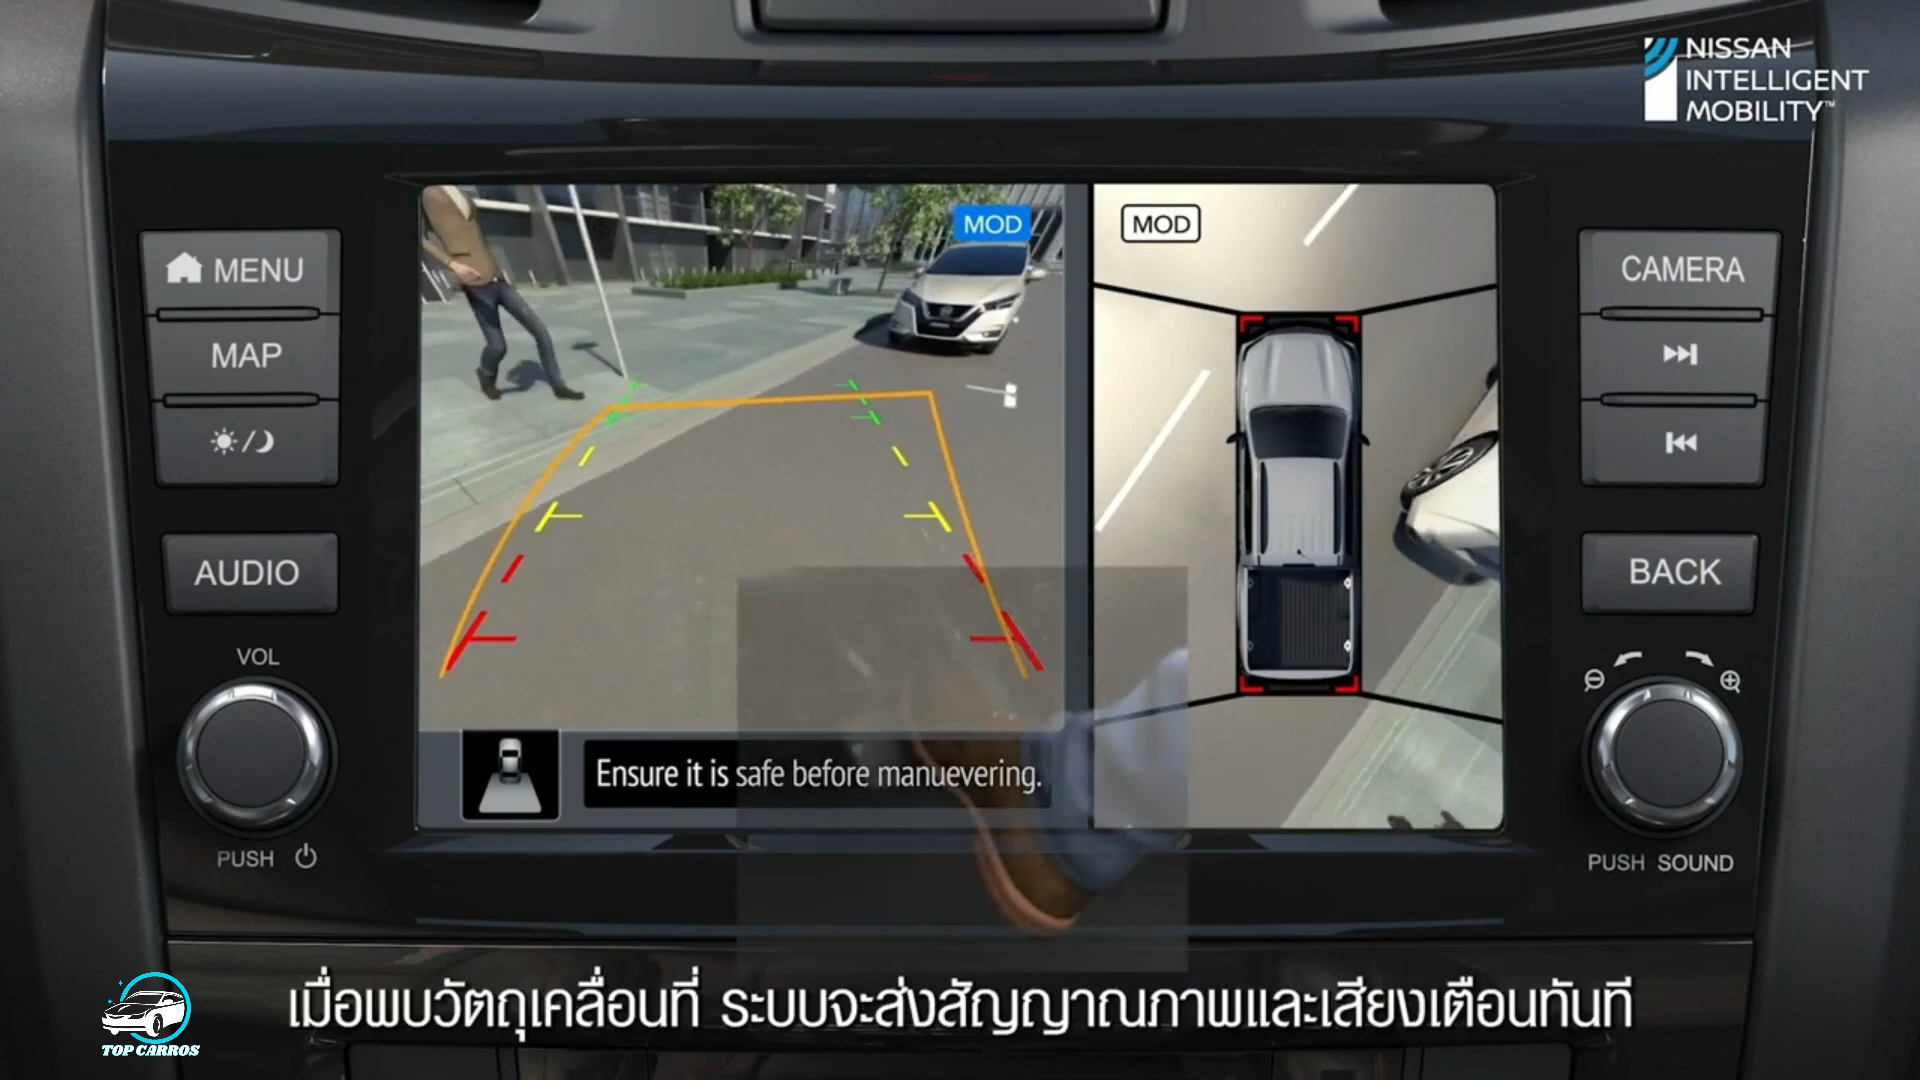 NISSAN
INTELLIGENT
MOBILITY™
MOD
MOD
MENU
MAP
AUDIO
VOL
PUSH
CAMERA
BACK
PUSH SOUND
Ensure it is safe before manuevering.
เมื่อพบวัตถุเคลื่อนที่ ระบบจะส่งสัญญาณภาพและเสียงเตือนทันที
TOP CARROS